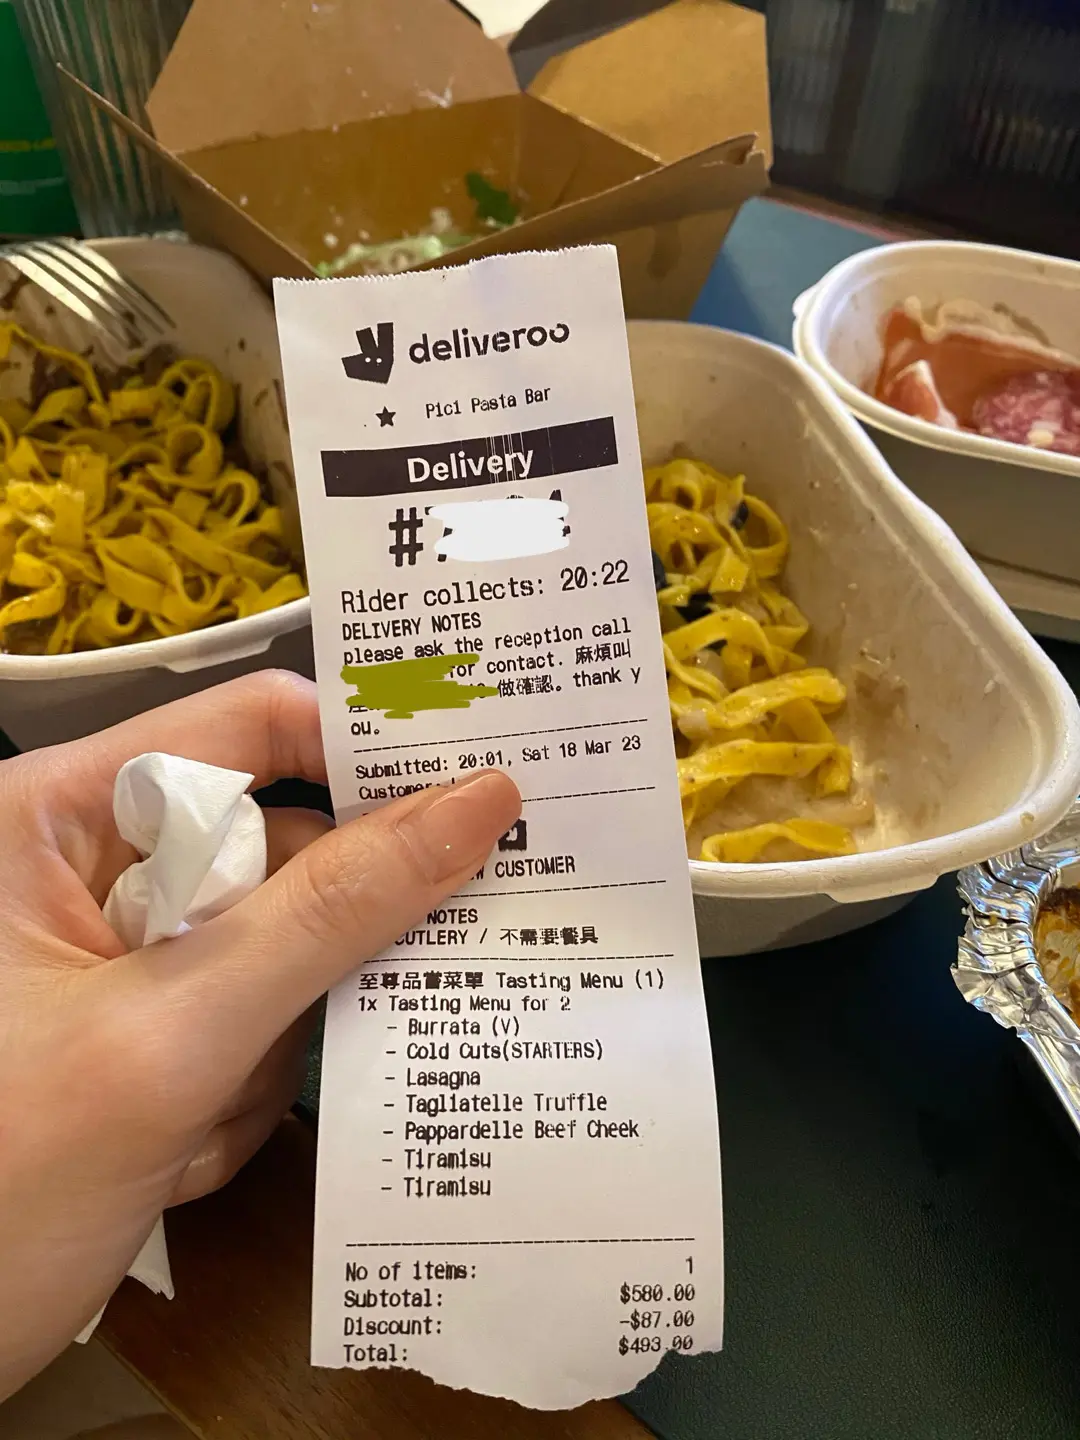 deliveroo
Pici Pasta Bar
Delivery
#
Rider collects: 20:22
DELIVERY NOTES
please ask the reception call
for contact. 麻煩叫
做確認。thank y
ou。
Submitted: 20:01, Sat 18 Mar 23
Customer:
CUSTOMER
NOTES
CUTLERY / 不需要餐具
至尊品嘗菜單 Tasting Menu (1)
1x Tasting Menu for 2
- Burrata (V)
- Cold Cuts(STARTERS)
- Lasagna
- Tagliatelle Truffle
- Pappardelle Beef Cheek
- Tiramisu
- Tiramisu
No of items: 1
Subtotal: $580.00
Discount: -$87.00
Total: $493.00